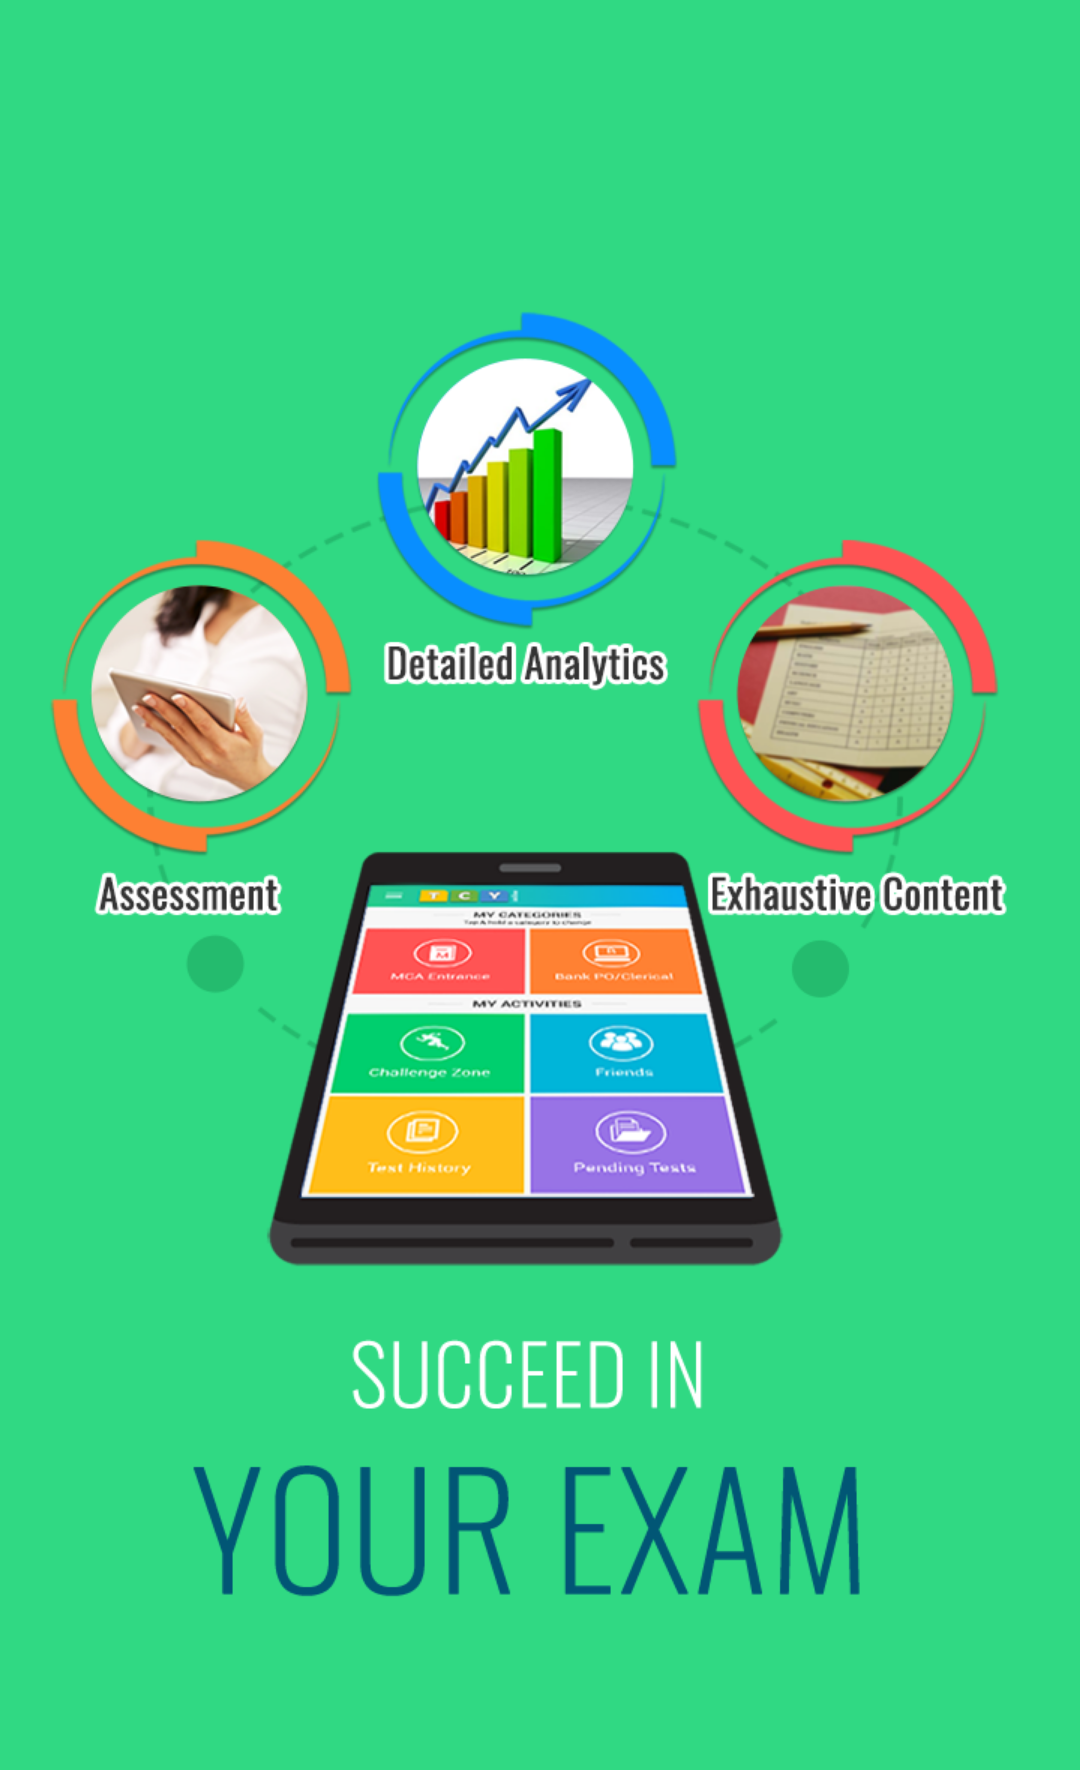 Detailed Analytics
Assessment
Exhaustive Content
TCY
MY CATEGORIES
Tap & hold a category to change
MCA Entrance
Bank PO/Clerical
MY ACTIVITIES
Challenge Zone
Friends
Test History
Pending Tests
SUCCEED IN
YOUR EXAM